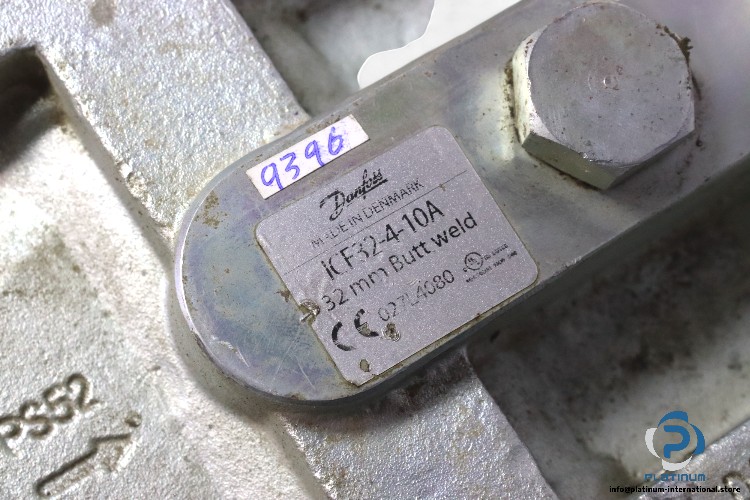 9396
Danfoss
MADE IN DENMARK
ICF32-4-10A
32 mm Butt weld
CE 027L4080
PS52
PLATINUM
info@platinum-international.store